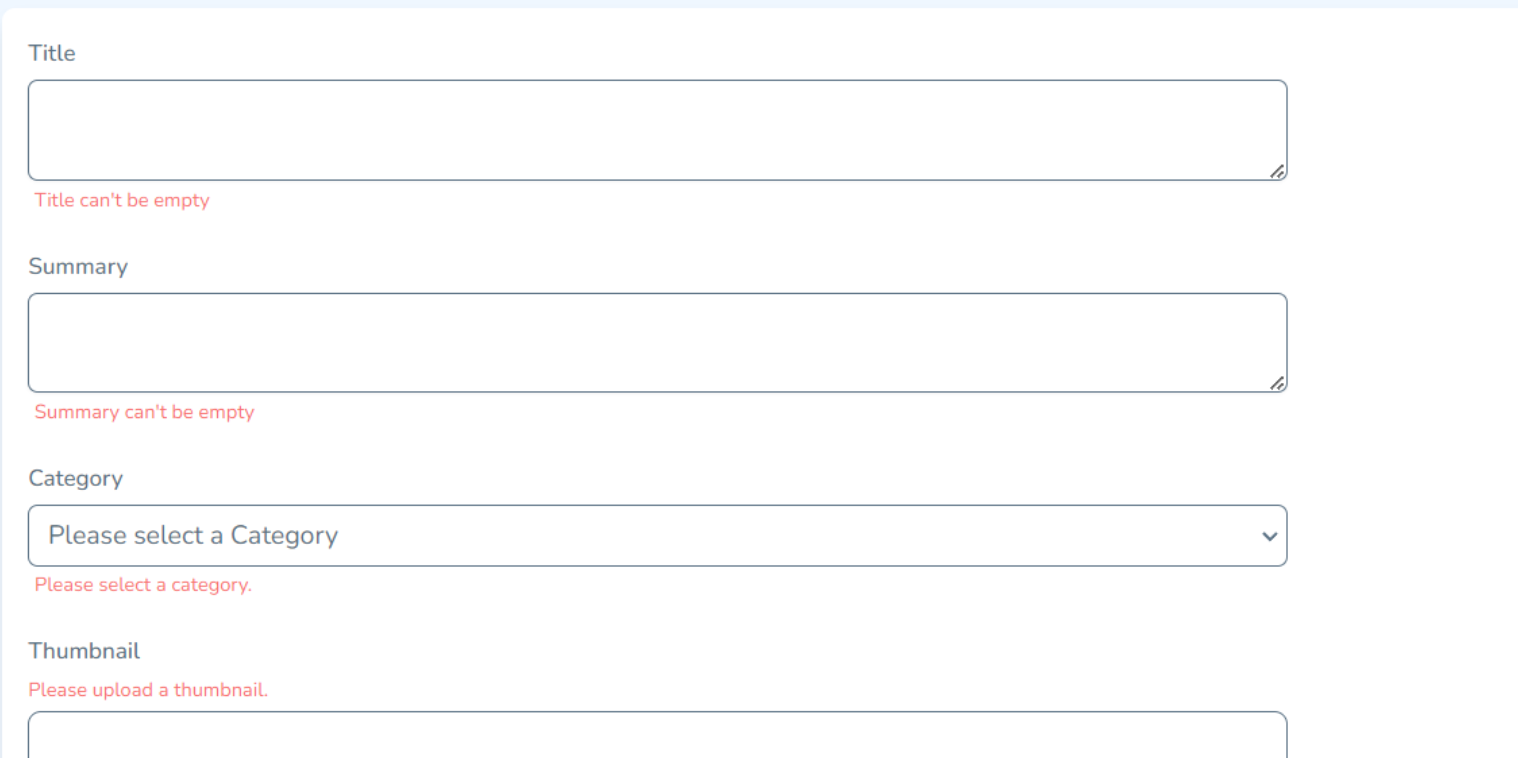 Title
Title can't be empty
Summary
Summary can't be empty
Category
Please select a Category
Please select a category.
Thumbnail
Please upload a thumbnail.